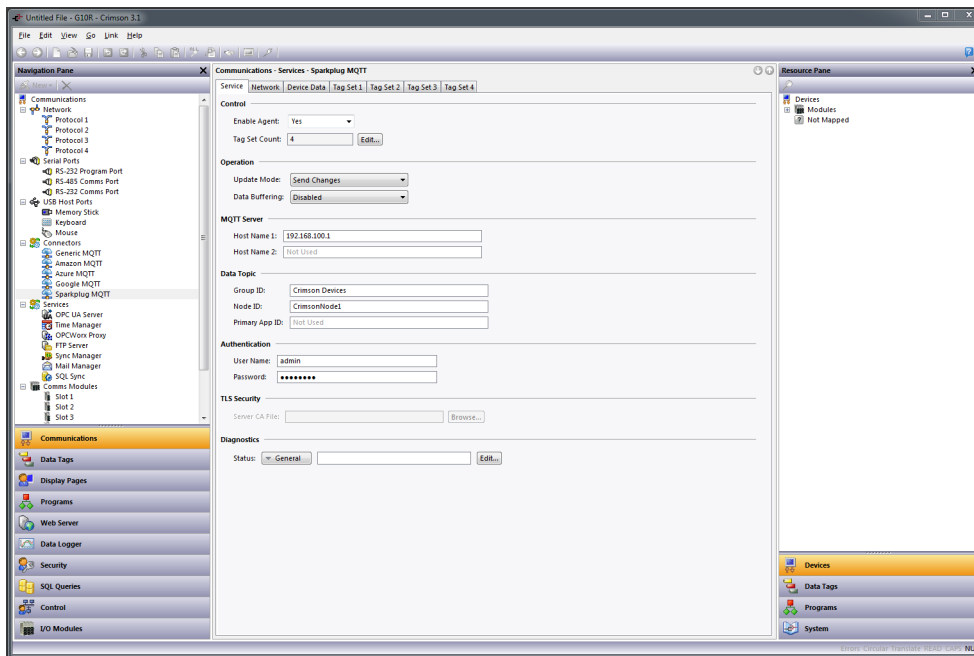 Untitled File - G10R - Crimson 3.1
File Edit View Go Link Help
Navigation Pane
New
Communications
Network
Protocol 1
Protocol 2
Protocol 3
Protocol 4
Serial Ports
RS-232 Program Port
RS-485 Comms Port
RS-232 Comms Port
USB Host Ports
Memory Stick
Keyboard
Mouse
Connectors
Generic MQTT
Amazon MQTT
Azure MQTT
Google MQTT
Sparkplug MQTT
Services
OPC UA Server
Time Manager
OPCWorx Proxy
FTP Server
Sync Manager
Mail Manager
SQL Sync
Comms Modules
Slot 1
Slot 2
Slot 3
Communications
Data Tags
Display Pages
Programs
Web Server
Data Logger
Security
SQL Queries
Control
I/O Modules
Communications - Services - Sparkplug MQTT
Service Network Device Data Tag Set 1 Tag Set 2 Tag Set 3 Tag Set 4
Control
Enable Agent: Yes
Tag Set Count: 4 Edit...
Operation
Update Mode: Send Changes
Data Buffering: Disabled
MQTT Server
Host Name 1: 192.168.100.1
Host Name 2: Not Used
Data Topic
Group ID: Crimson Devices
Node ID: CrimsonNode1
Primary App ID: Not Used
Authentication
User Name: admin
Password: ●●●●●●●●
TLS Security
Server CA File: Browse...
Diagnostics
Status: General Edit...
Resource Pane
Devices
Modules
Not Mapped
Devices
Data Tags
Programs
System
Errors Circular Translate READ CAPS NU